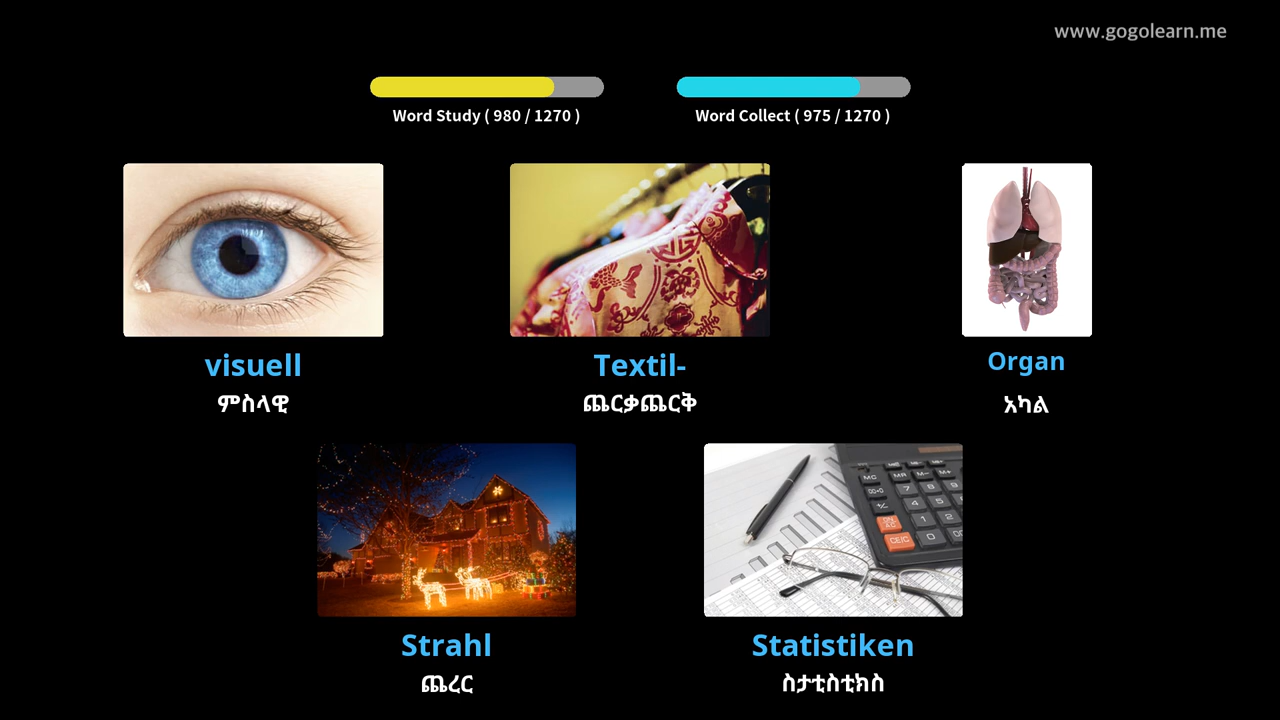 www.gogolearn.me
Word Study ( 980 / 1270 )
Word Collect ( 975 / 1270 )
visuell
ምስላዊ
Textil-
ጨርቃጨርቅ
Organ
አካል
Strahl
ጨረር
Statistiken
ስታቲስቲክስ